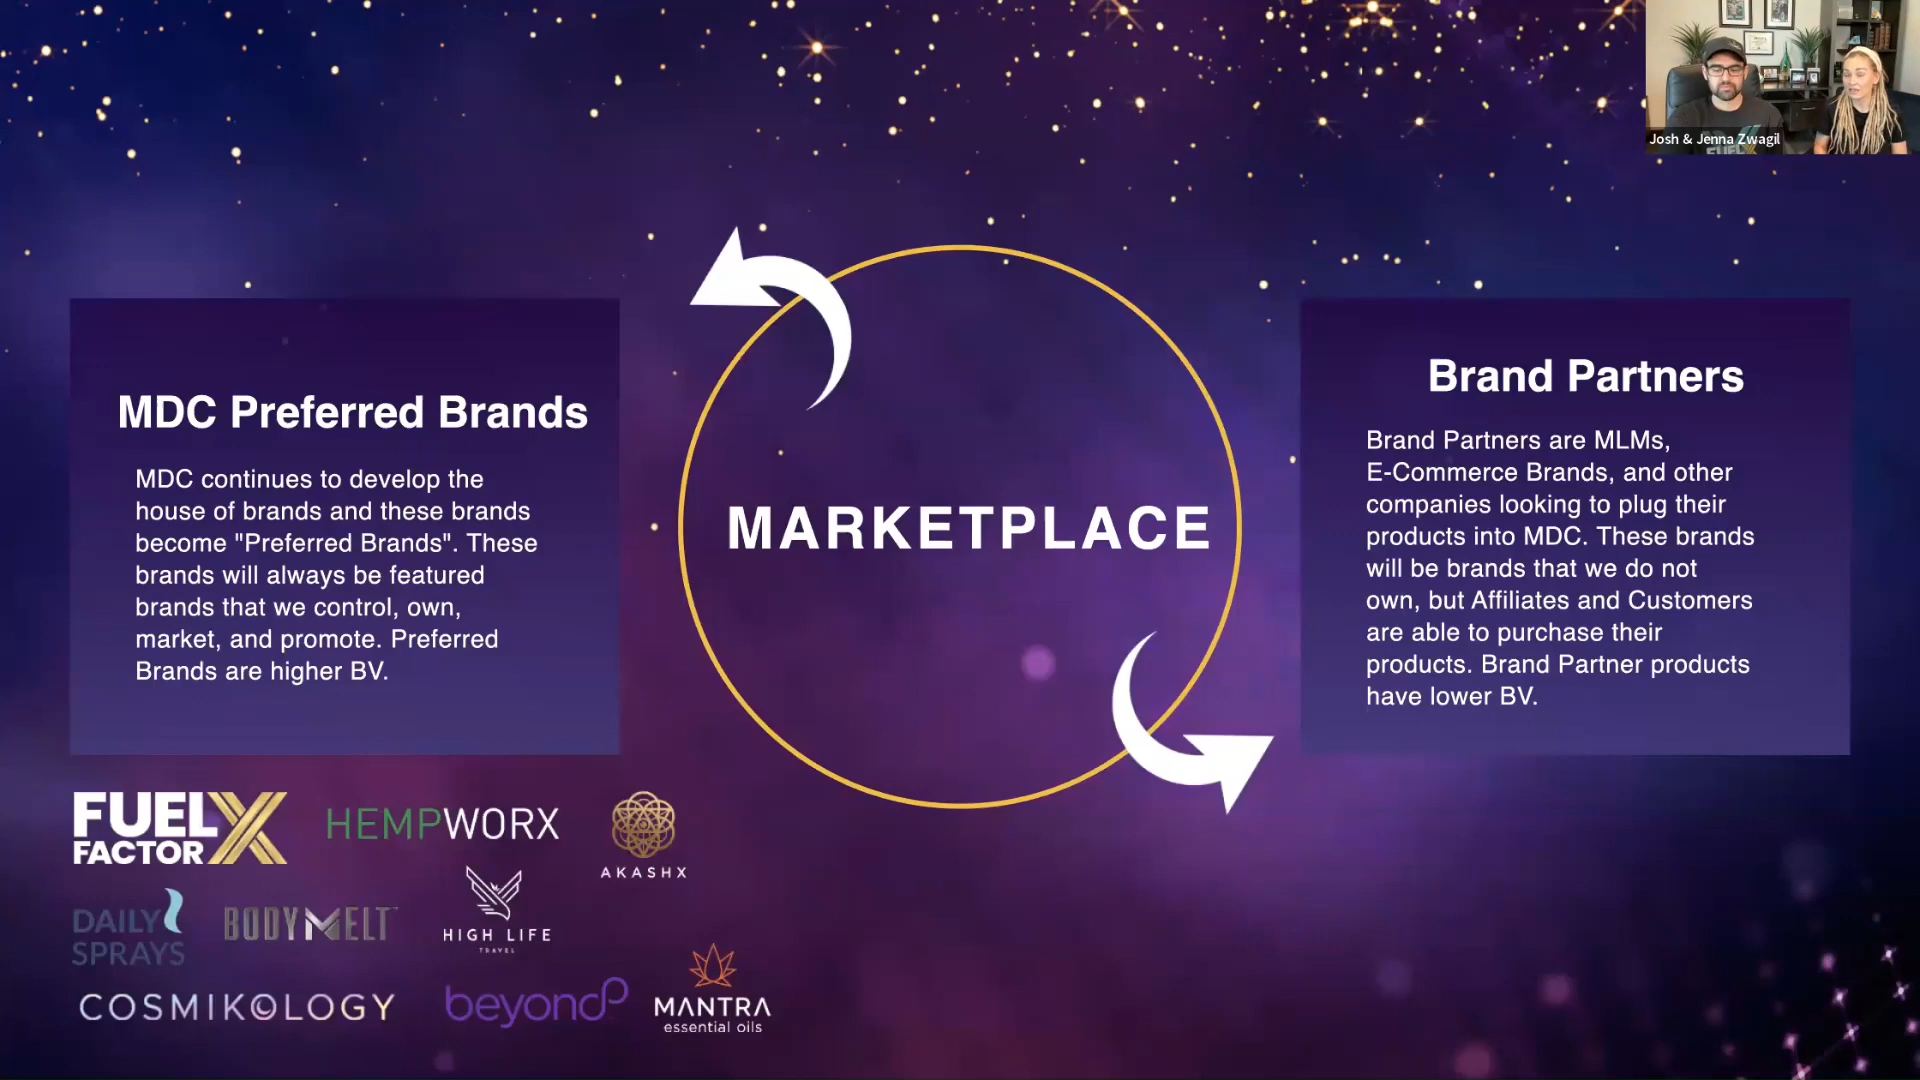 Josh & Jenna Zwagil
MDC Preferred Brands
MDC continues to develop the
house of brands and these brands
become "Preferred Brands". These
brands will always be featured
brands that we control, own,
market, and promote. Preferred
Brands are higher BV.
MARKETPLACE
Brand Partners
Brand Partners are MLMs,
E-Commerce Brands, and other
companies looking to plug their
products into MDC. These brands
will be brands that we do not
own, but Affiliates and Customers
are able to purchase their
products. Brand Partner products
have lower BV.
FUEL
FACTOR X
HEMPWORX
AKASHX
DAILY
SPRAYS
BODYMELT
HIGH LIFE
TRAVEL
COSMIKOLOGY
beyond
MANTRA
essential oils